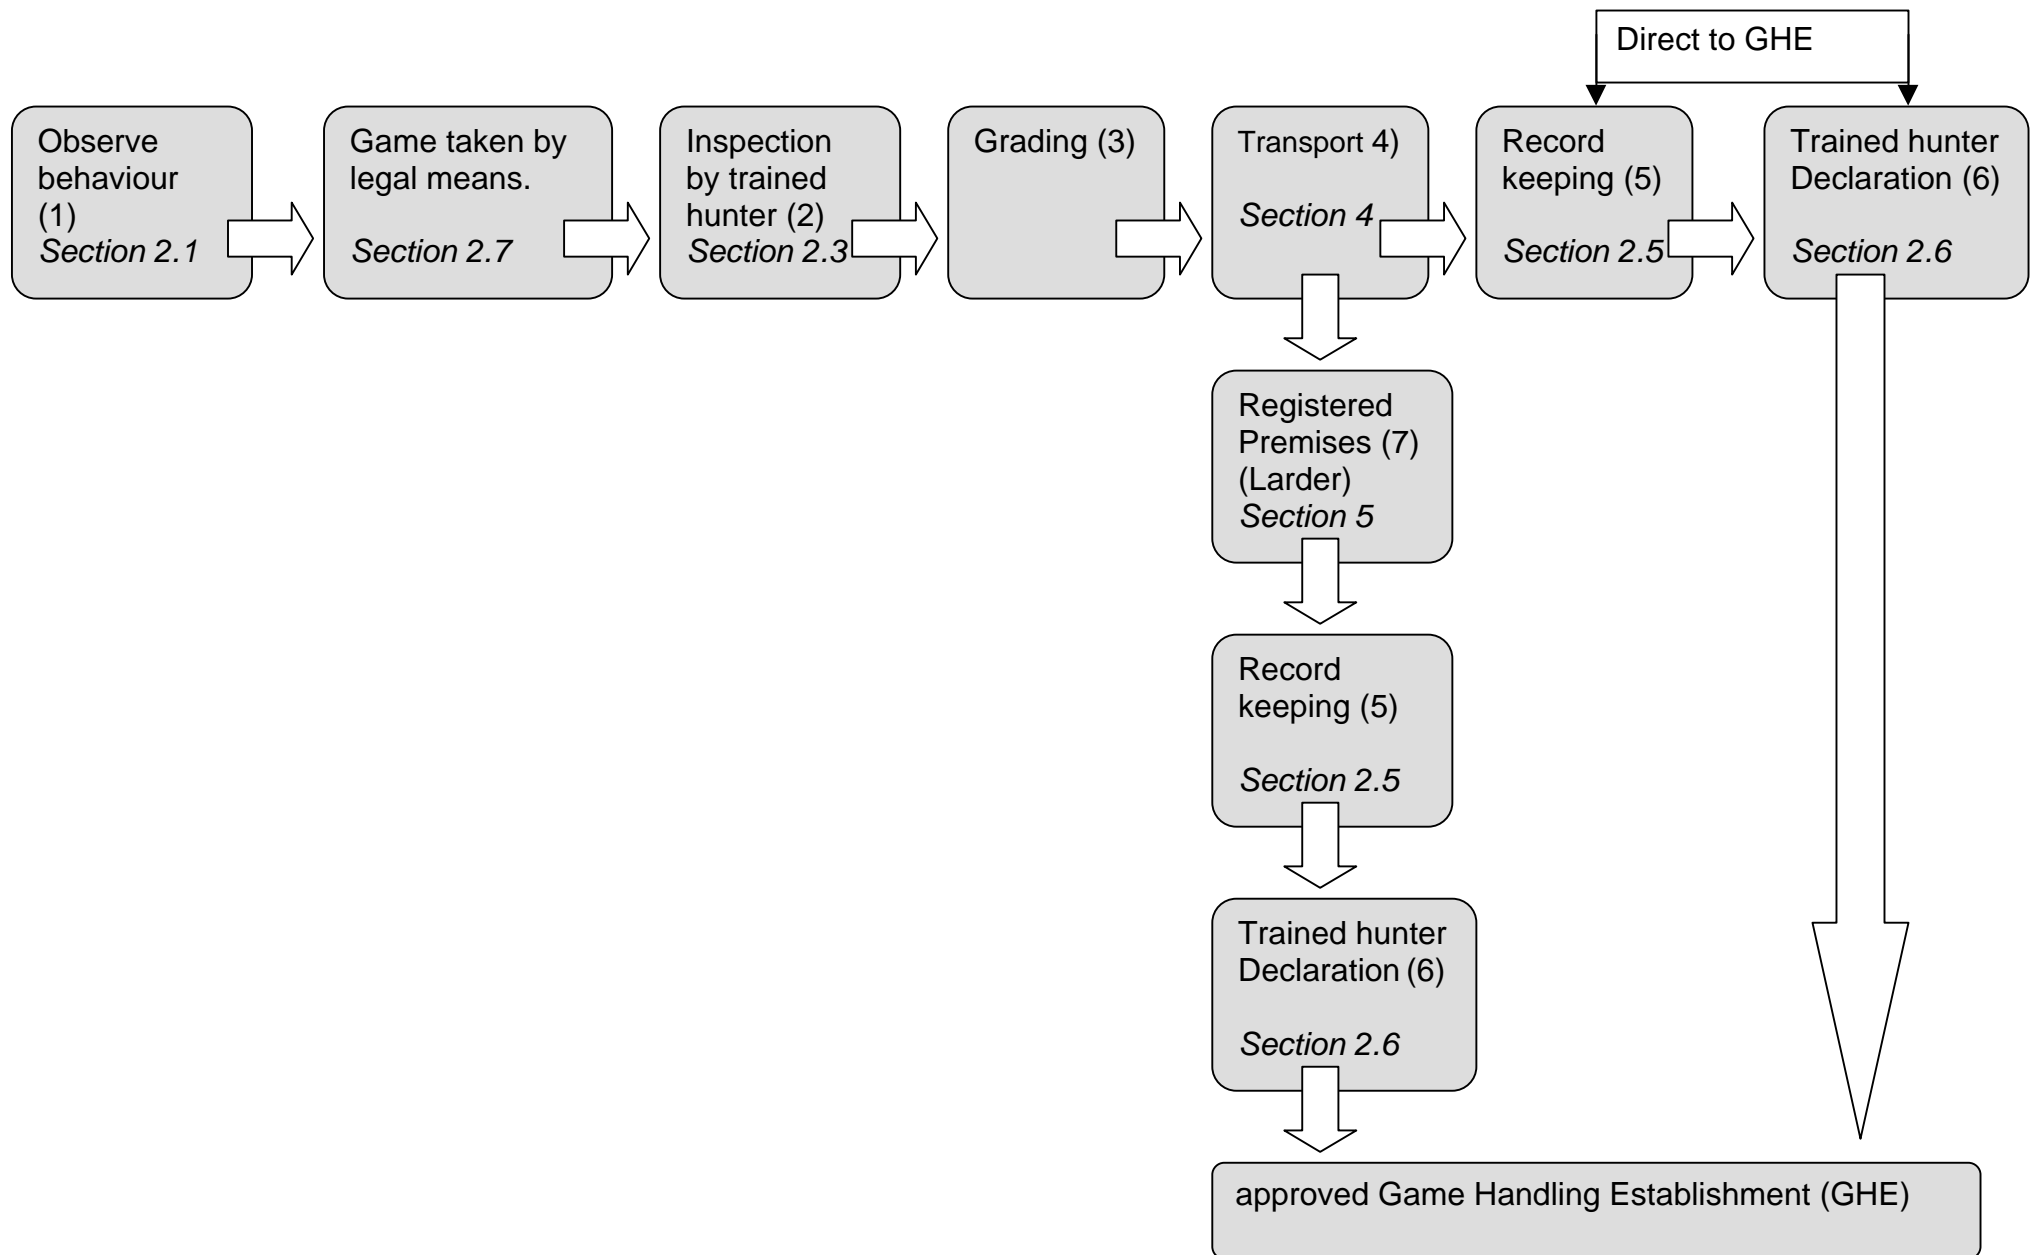 Direct to GHE
Observe
behaviour
(1)
Section 2.1
Game taken by
legal means.
Section 2.7
Inspection
by trained
hunter (2)
Section 2.3
Grading (3)
Transport 4)
Section 4
Record
keeping (5)
Section 2.5
Trained hunter
Declaration (6)
Section 2.6
Registered
Premises (7)
(Larder)
Section 5
Record
keeping (5)
Section 2.5
Trained hunter
Declaration (6)
Section 2.6
approved Game Handling Establishment (GHE)